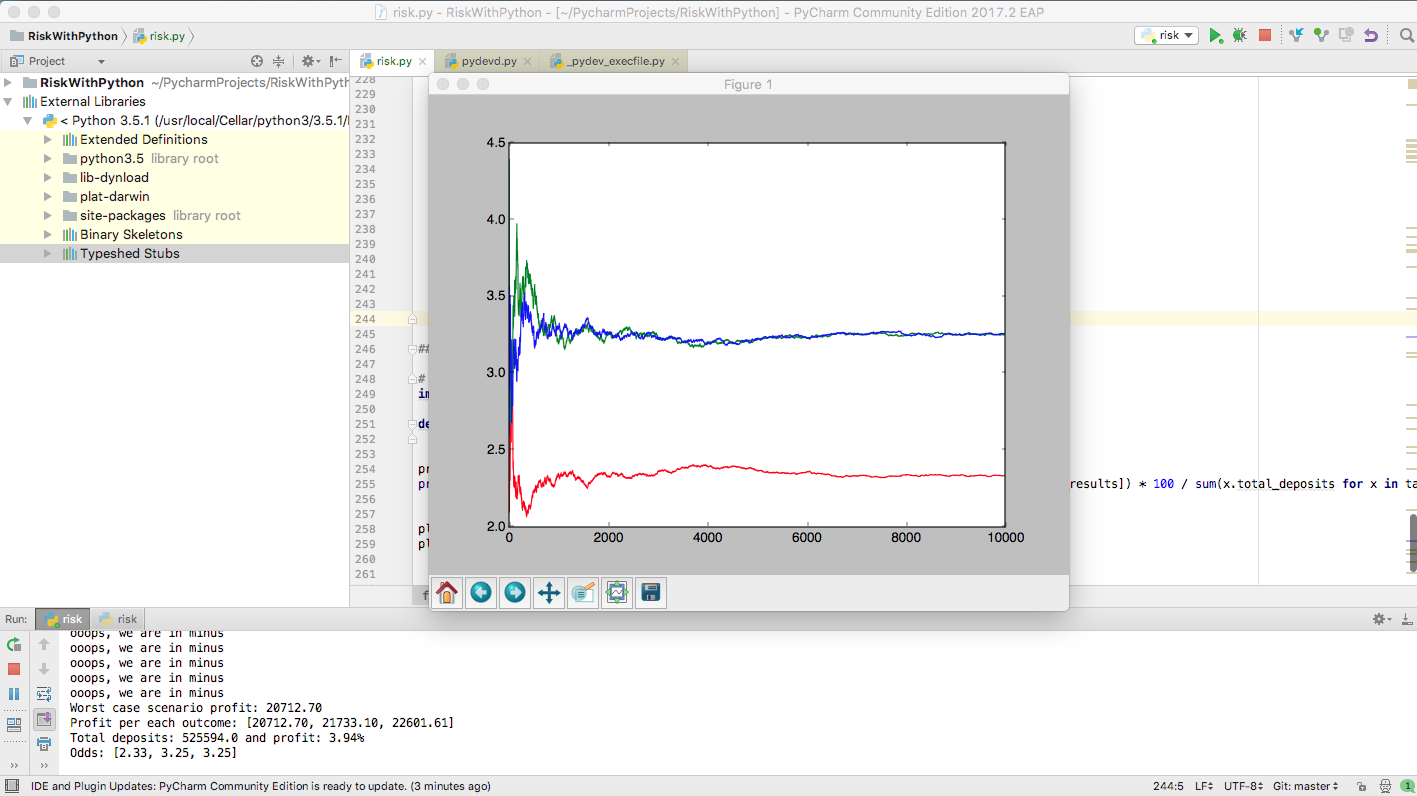 risk.py - RiskWithPython - [~/PycharmProjects/RiskWithPython] - PyCharm Community Edition 2017.2 EAP
RiskWithPython risk.py risk
Project risk.py pydevd.py _pydev_execfile.py
RiskWithPython ~/PycharmProjects/RiskWithPyth
External Libraries
< Python 3.5.1 (/usr/local/Cellar/python3/3.5.1/
Extended Definitions
python3.5 library root
lib-dynload
plat-darwin
site-packages library root
Binary Skeletons
Typeshed Stubs
228
229
230
231
232
233
234
235
236
237
238
239
240
241
242
243
244
245
246 ##
247
248 #
249 im
250
251 de
252
253
254 pr
255 pr results]) * 100 / sum(x.total_deposits for x in ta
256
257
258 pl
259 pl
260
261
Figure 1
4.5
4.0
3.5
3.0
2.5
2.0
0 2000 4000 6000 8000 10000
f
Run: risk risk
ooops, we are in minus
ooops, we are in minus
ooops, we are in minus
ooops, we are in minus
ooops, we are in minus
Worst case scenario profit: 20712.70
Profit per each outcome: [20712.70, 21733.10, 22601.61]
Total deposits: 525594.0 and profit: 3.94%
Odds: [2.33, 3.25, 3.25]
IDE and Plugin Updates: PyCharm Community Edition is ready to update. (3 minutes ago) 244:5 LF UTF-8 Git: master 1